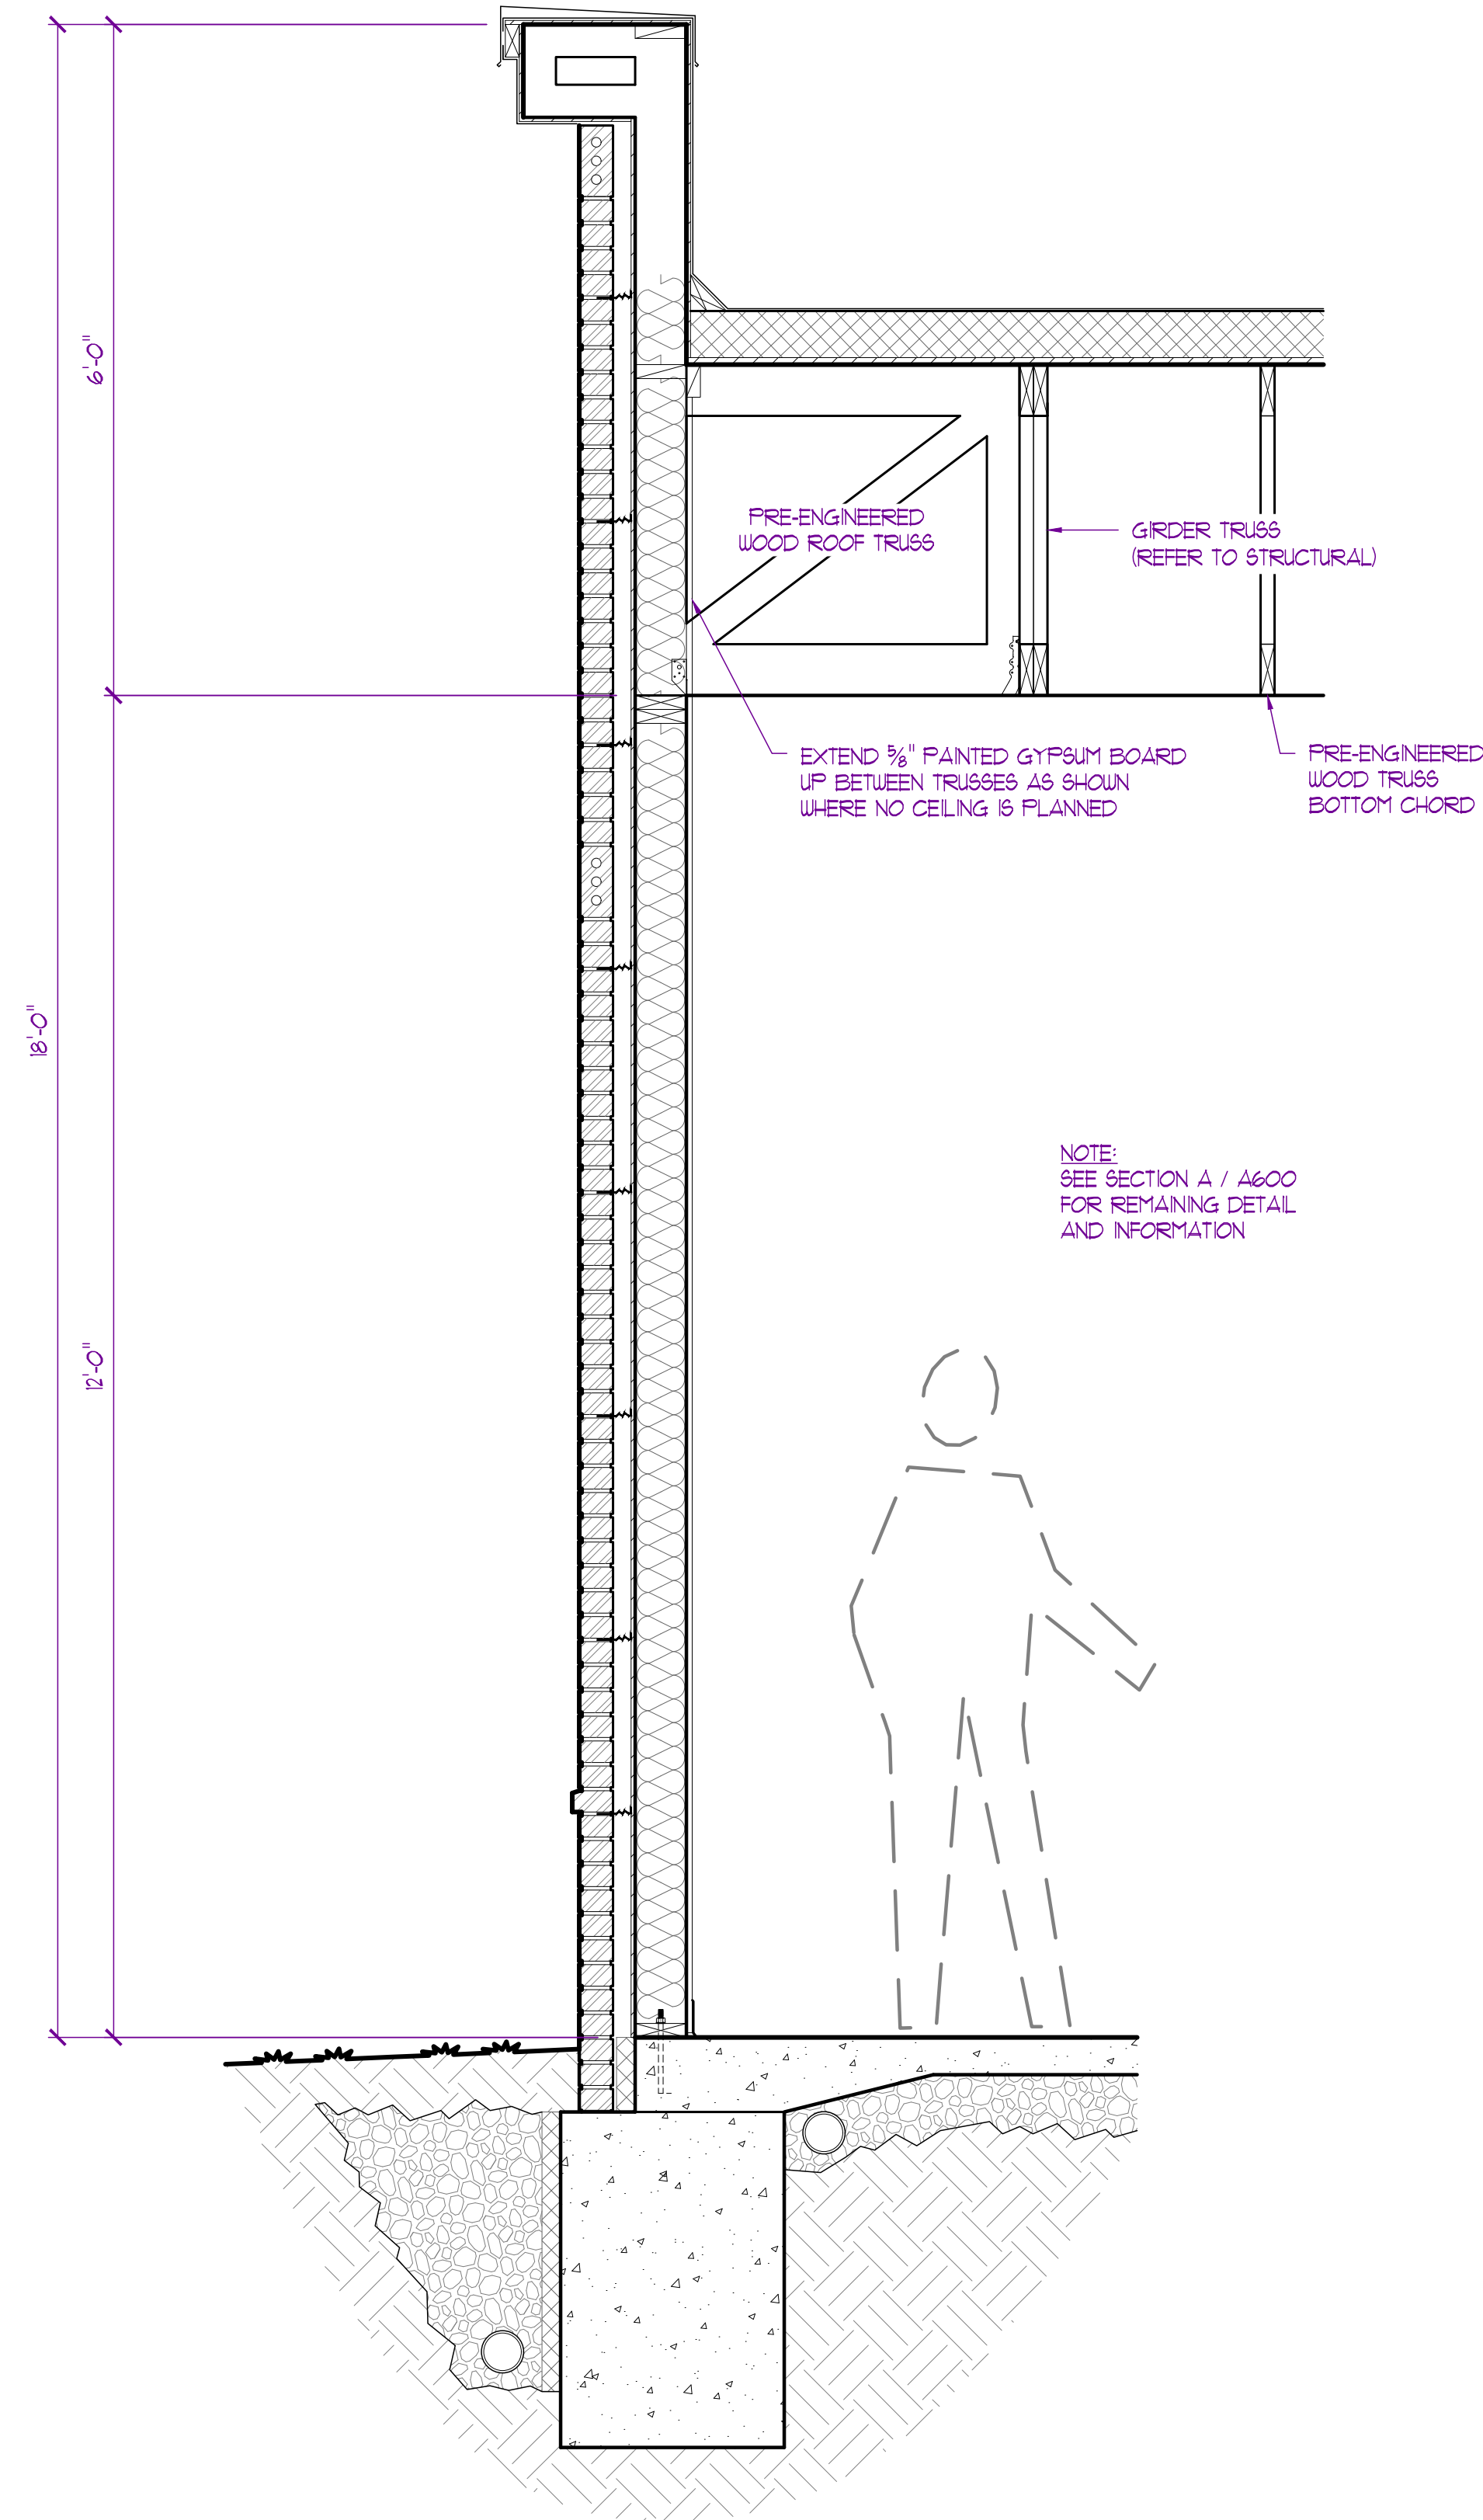 6'-0"
PRE-ENGINEERED
WOOD ROOF TRUSS
GIRDER TRUSS
(REFER TO STRUCTURAL)
EXTEND ⅝" PAINTED GYPSUM BOARD
UP BETWEEN TRUSSES AS SHOWN
WHERE NO CEILING IS PLANNED
PRE-ENGINEERED
WOOD TRUSS
BOTTOM CHORD
18'-0"
12'-0"
NOTE:
SEE SECTION A / A600
FOR REMAINING DETAIL
AND INFORMATION